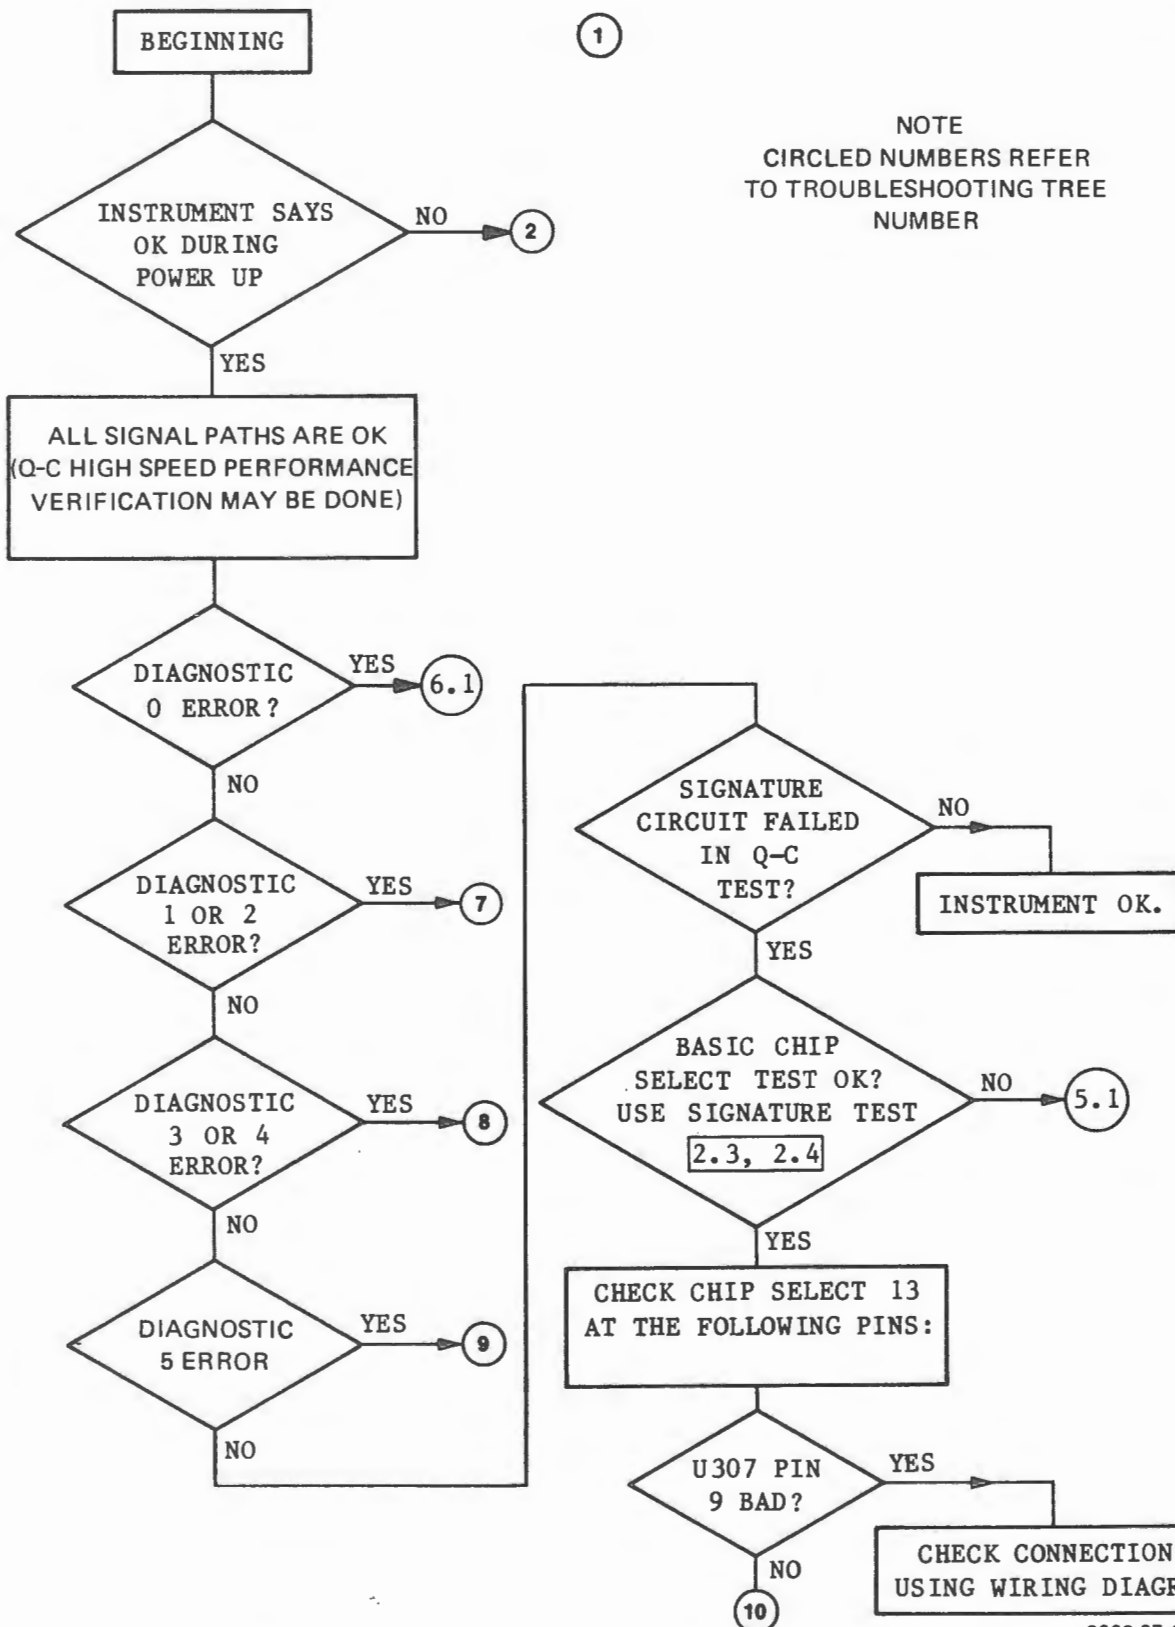 BEGINNING
1
NOTE
CIRCLED NUMBERS REFER
TO TROUBLESHOOTING TREE
NUMBER
INSTRUMENT SAYS
OK DURING
POWER UP
NO
2
YES
ALL SIGNAL PATHS ARE OK
(Q-C HIGH SPEED PERFORMANCE
VERIFICATION MAY BE DONE)
DIAGNOSTIC
0 ERROR?
YES
6.1
NO
DIAGNOSTIC
1 OR 2
ERROR?
YES
7
NO
DIAGNOSTIC
3 OR 4
ERROR?
YES
8
NO
DIAGNOSTIC
5 ERROR
YES
9
NO
SIGNATURE
CIRCUIT FAILED
IN Q-C
TEST?
NO
INSTRUMENT OK.
YES
BASIC CHIP
SELECT TEST OK?
USE SIGNATURE TEST
2.3, 2.4
NO
5.1
YES
CHECK CHIP SELECT 13
AT THE FOLLOWING PINS:
U307 PIN
9 BAD?
YES
CHECK CONNECTION
USING WIRING DIAGR
NO
10